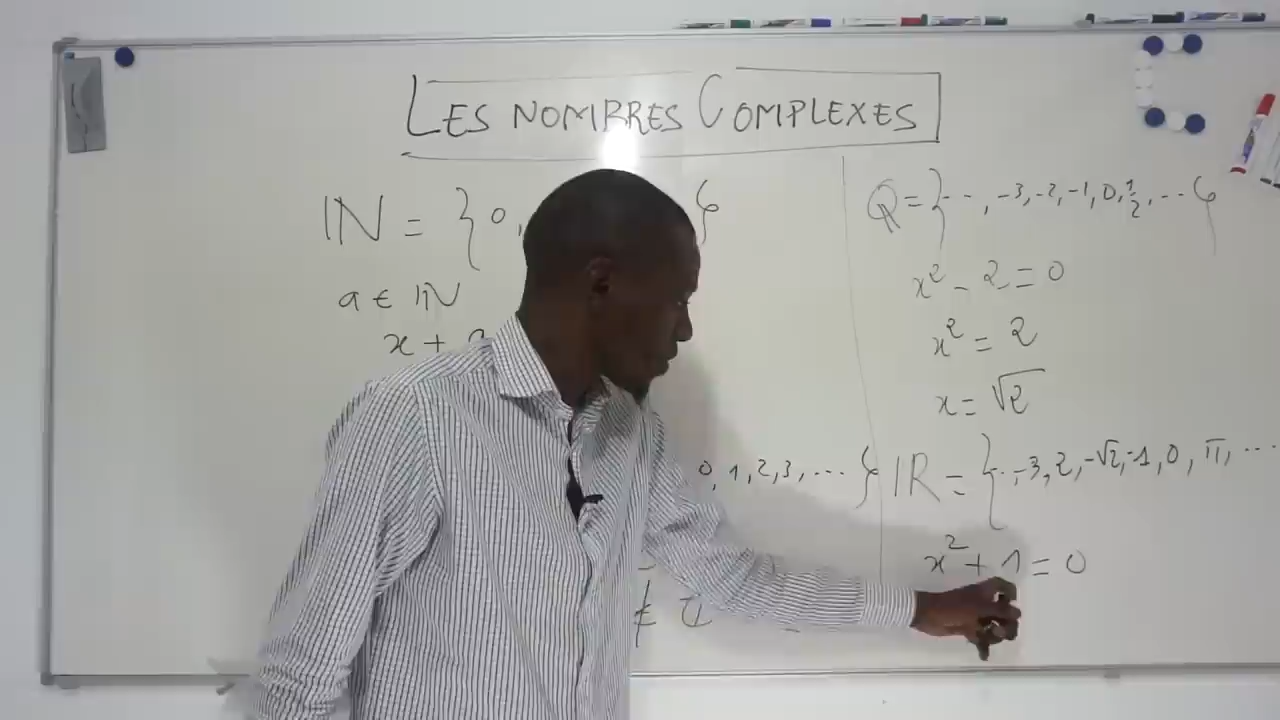 LES NOMBRES COMPLEXES
IN = { 0,
a ∈ IN
x +
0, 1, 2, 3, ... }
Q = { - -, -3, -2, -1, 0, 1/2, ... }
x² - 2 = 0
x² = 2
x = √2
IR = { .., -3, 2, -√2, -1, 0, π, ...
x² + 1 = 0